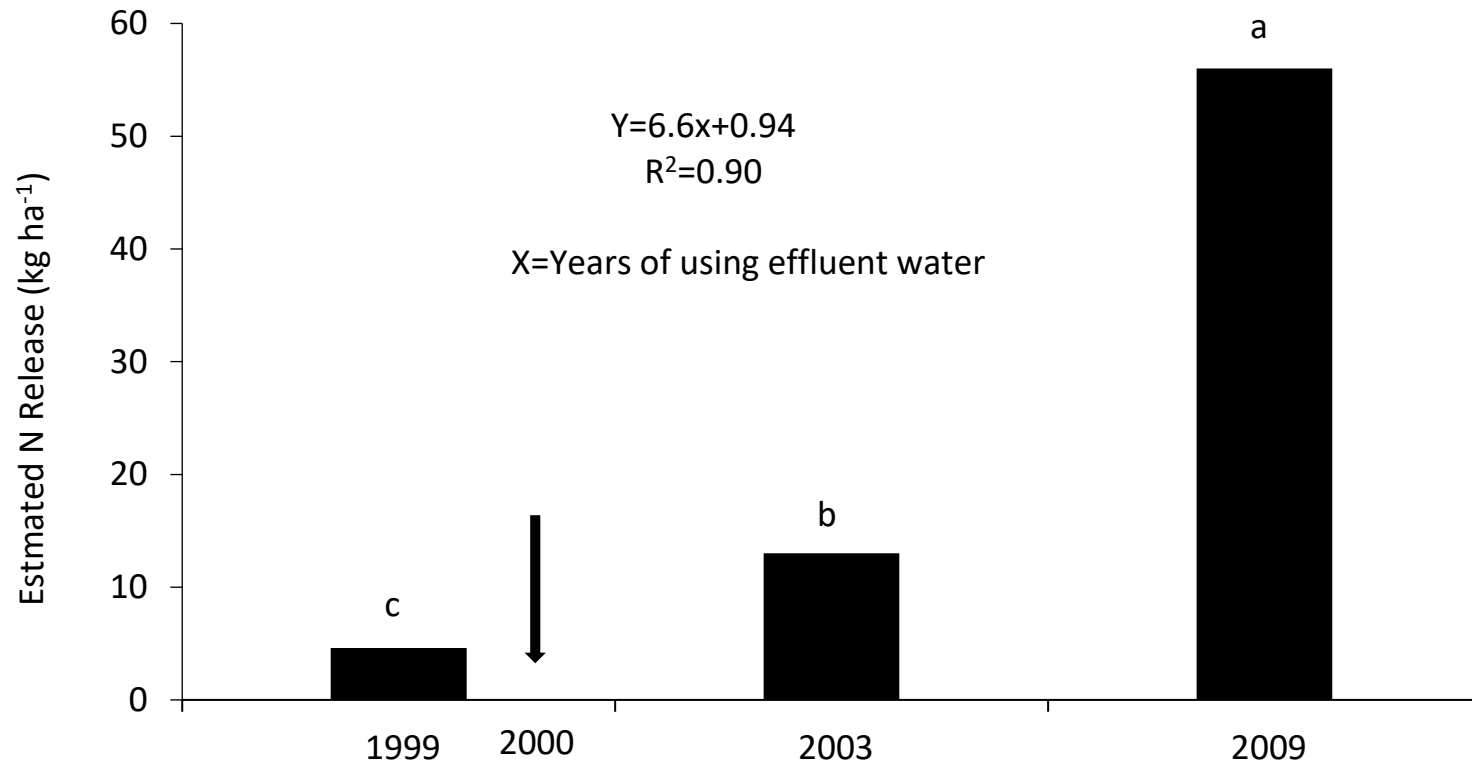 Estmated N Release (kg ha⁻¹)
60
50
40
30
20
10
0
a
Y=6.6x+0.94
R²=0.90
X=Years of using effluent water
b
c
1999
2000
2003
2009